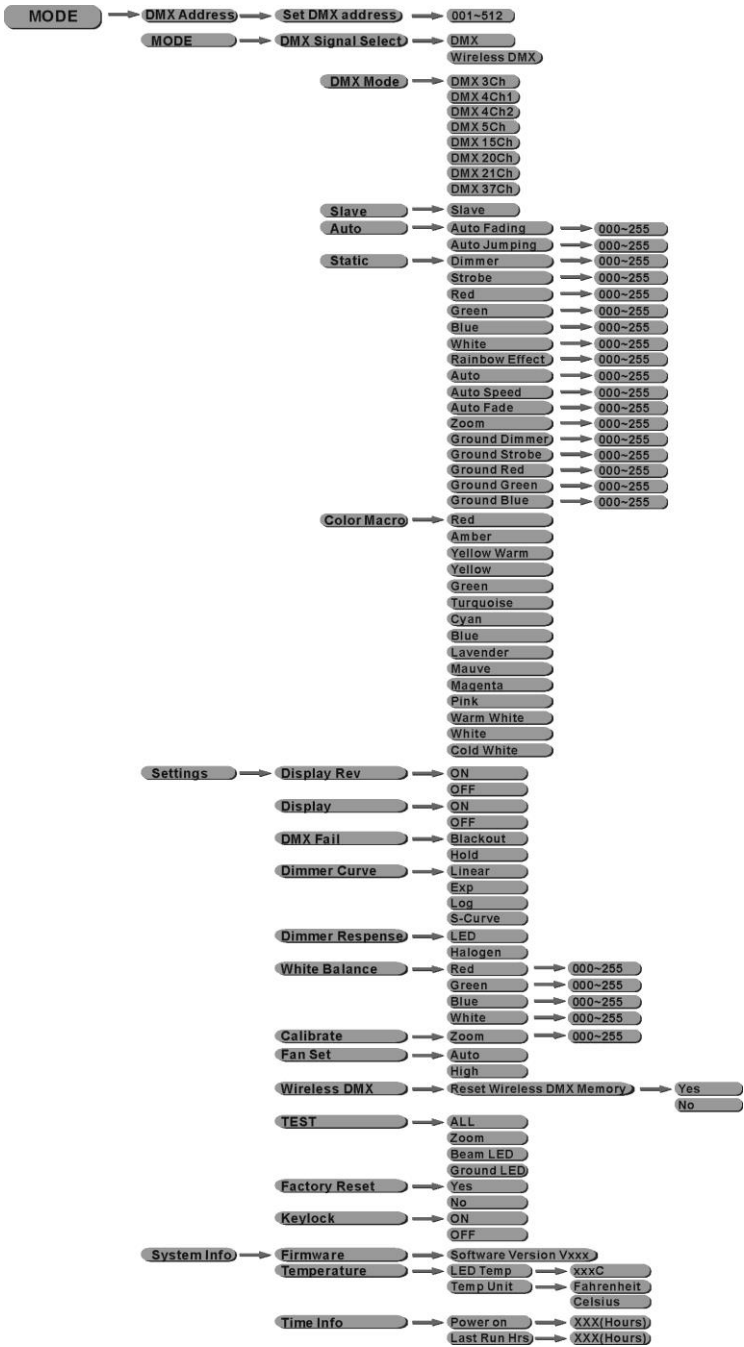 MODE DMX Address Set DMX address 001~512
MODE DMX Signal Select DMX
Wireless DMX
DMX Mode DMX 3Ch
DMX 4Ch1
DMX 4Ch2
DMX 5Ch
DMX 15Ch
DMX 20Ch
DMX 21Ch
DMX 37Ch
Slave Slave
Auto Auto Fading 000~255
Auto Jumping 000~255
Static Dimmer 000~255
Strobe 000~255
Red 000~255
Green 000~255
Blue 000~255
White 000~255
Rainbow Effect 000~255
Auto 000~255
Auto Speed 000~255
Auto Fade 000~255
Zoom 000~255
Ground Dimmer 000~255
Ground Strobe 000~255
Ground Red 000~255
Ground Green 000~255
Ground Blue 000~255
Color Macro Red
Amber
Yellow Warm
Yellow
Green
Turquoise
Cyan
Blue
Lavender
Mauve
Magenta
Pink
Warm White
White
Cold White
Settings Display Rev ON
OFF
Display ON
OFF
DMX Fail Blackout
Hold
Dimmer Curve Linear
Exp
Log
S-Curve
Dimmer Respense LED
Halogen
White Balance Red 000~255
Green 000~255
Blue 000~255
White 000~255
Calibrate Zoom 000~255
Fan Set Auto
High
Wireless DMX Reset Wireless DMX Memory Yes
No
TEST ALL
Zoom
Beam LED
Ground LED
Factory Reset Yes
No
Keylock ON
OFF
System Info Firmware Software Version Vxxx
Temperature LED Temp xxxC
Temp Unit Fahrenheit
Celsius
Time Info Power on XXX(Hours)
Last Run Hrs XXX(Hours)